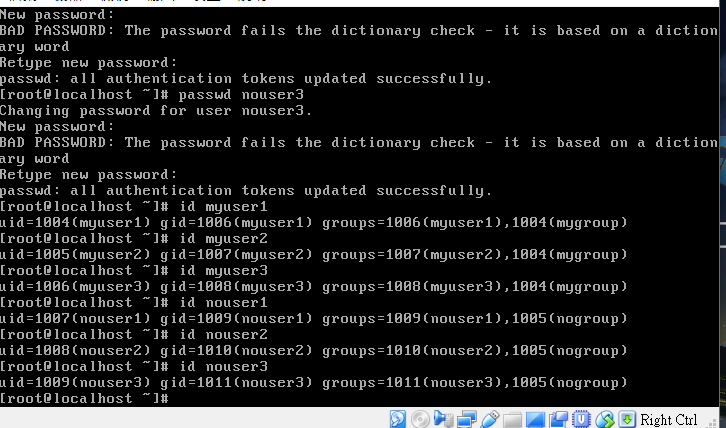 New password:
BAD PASSWORD: The password fails the dictionary check - it is based on a diction
ary word
Retype new password:
passwd: all authentication tokens updated successfully.
[root@localhost ~]# passwd nouser3
Changing password for user nouser3.
New password:
BAD PASSWORD: The password fails the dictionary check - it is based on a diction
ary word
Retype new password:
passwd: all authentication tokens updated successfully.
[root@localhost ~]# id myuser1
uid=1004(myuser1) gid=1006(myuser1) groups=1006(myuser1),1004(mygroup)
[root@localhost ~]# id myuser2
uid=1005(myuser2) gid=1007(myuser2) groups=1007(myuser2),1004(mygroup)
[root@localhost ~]# id myuser3
uid=1006(myuser3) gid=1008(myuser3) groups=1008(myuser3),1004(mygroup)
[root@localhost ~]# id nouser1
uid=1007(nouser1) gid=1009(nouser1) groups=1009(nouser1),1005(nogroup)
[root@localhost ~]# id nouser2
uid=1008(nouser2) gid=1010(nouser2) groups=1010(nouser2),1005(nogroup)
[root@localhost ~]# id nouser3
uid=1009(nouser3) gid=1011(nouser3) groups=1011(nouser3),1005(nogroup)
[root@localhost ~]#
Right Ctrl